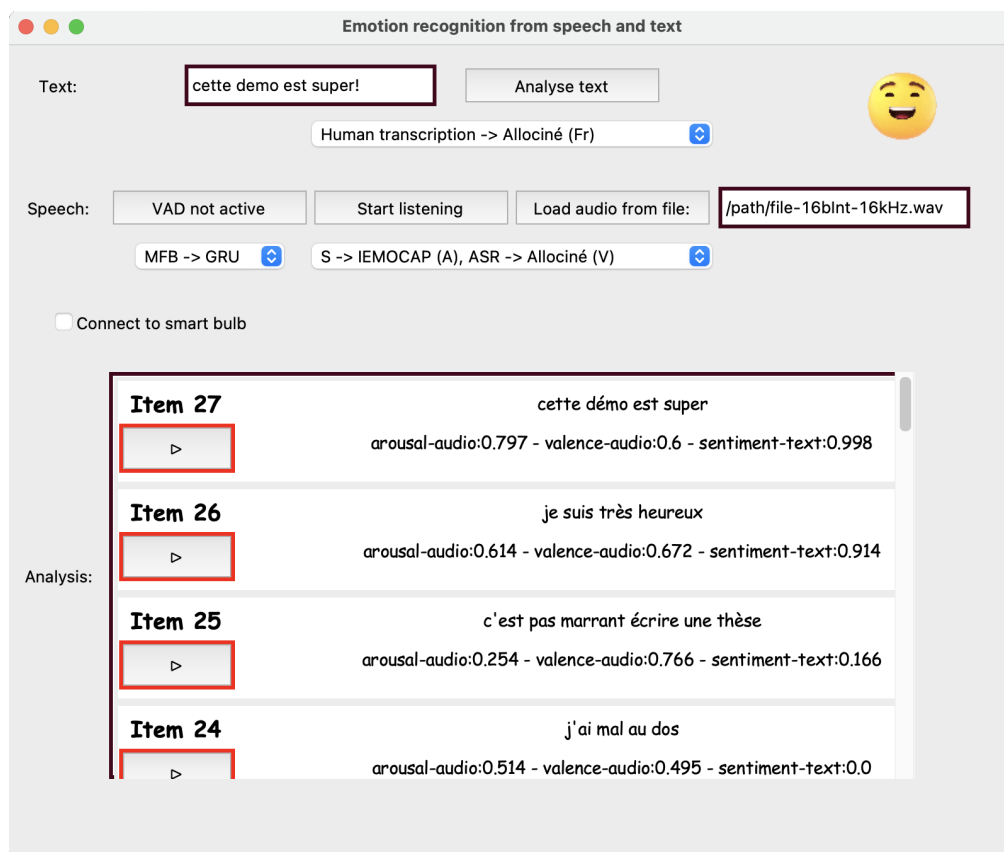 Emotion recognition from speech and text
Text: cette demo est super! Analyse text
Human transcription -> Allociné (Fr)
Speech: VAD not active Start listening Load audio from file: /path/file-16bInt-16kHz.wav
MFB -> GRU S -> IEMOCAP (A), ASR -> Allociné (V)
Connect to smart bulb
Analysis:
Item 27 cette démo est super
arousal-audio:0.797 - valence-audio:0.6 - sentiment-text:0.998
Item 26 je suis très heureux
arousal-audio:0.614 - valence-audio:0.672 - sentiment-text:0.914
Item 25 c'est pas marrant écrire une thèse
arousal-audio:0.254 - valence-audio:0.766 - sentiment-text:0.166
Item 24 j'ai mal au dos
arousal-audio:0.514 - valence-audio:0.495 - sentiment-text:0.0